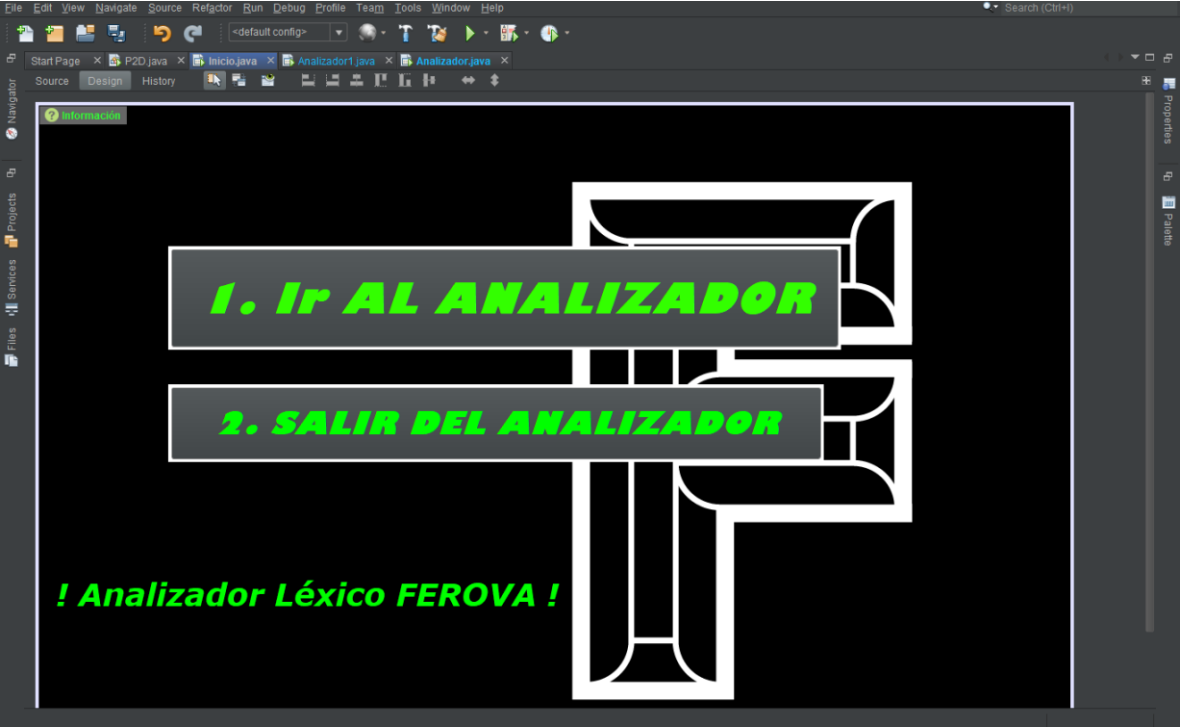 File Edit View Navigate Source Refactor Run Debug Profile Team Tools Window Help Search (Ctrl+I)
<default config>
Start Page P2D.java Inicio.java Analizador1.java Analizador.java
Source Design History
Navigator
Projects
Services
Files
? Información
1. Ir AL ANALIZADOR
2. SALIR DEL ANALIZADOR
! Analizador Léxico FEROVA !
Properties
Palette